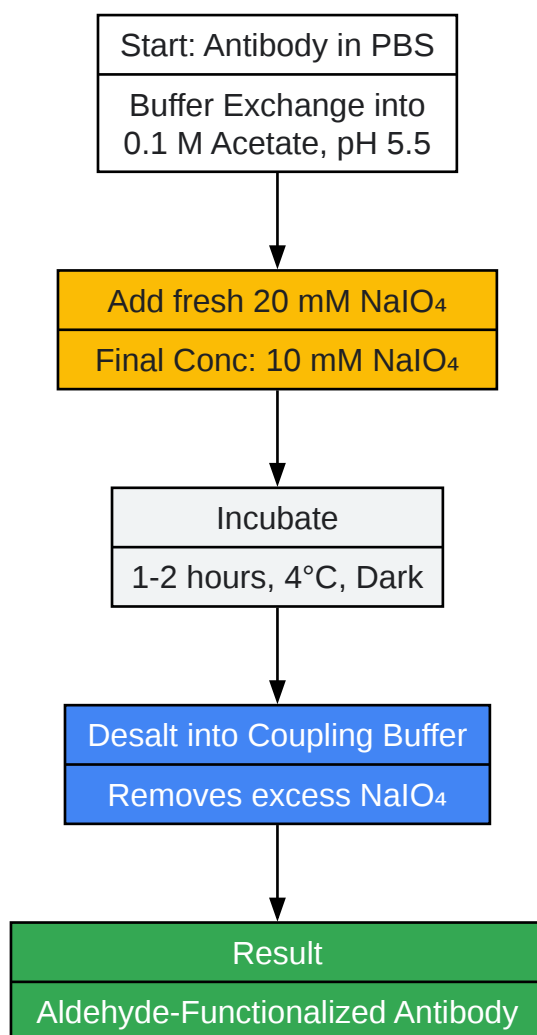 Start: Antibody in PBS
Buffer Exchange into
0.1 M Acetate, pH 5.5
Add fresh 20 mM NaIO₄
Final Conc: 10 mM NaIO₄
Incubate
1-2 hours, 4°C, Dark
Desalt into Coupling Buffer
Removes excess NaIO₄
Result
Aldehyde-Functionalized Antibody